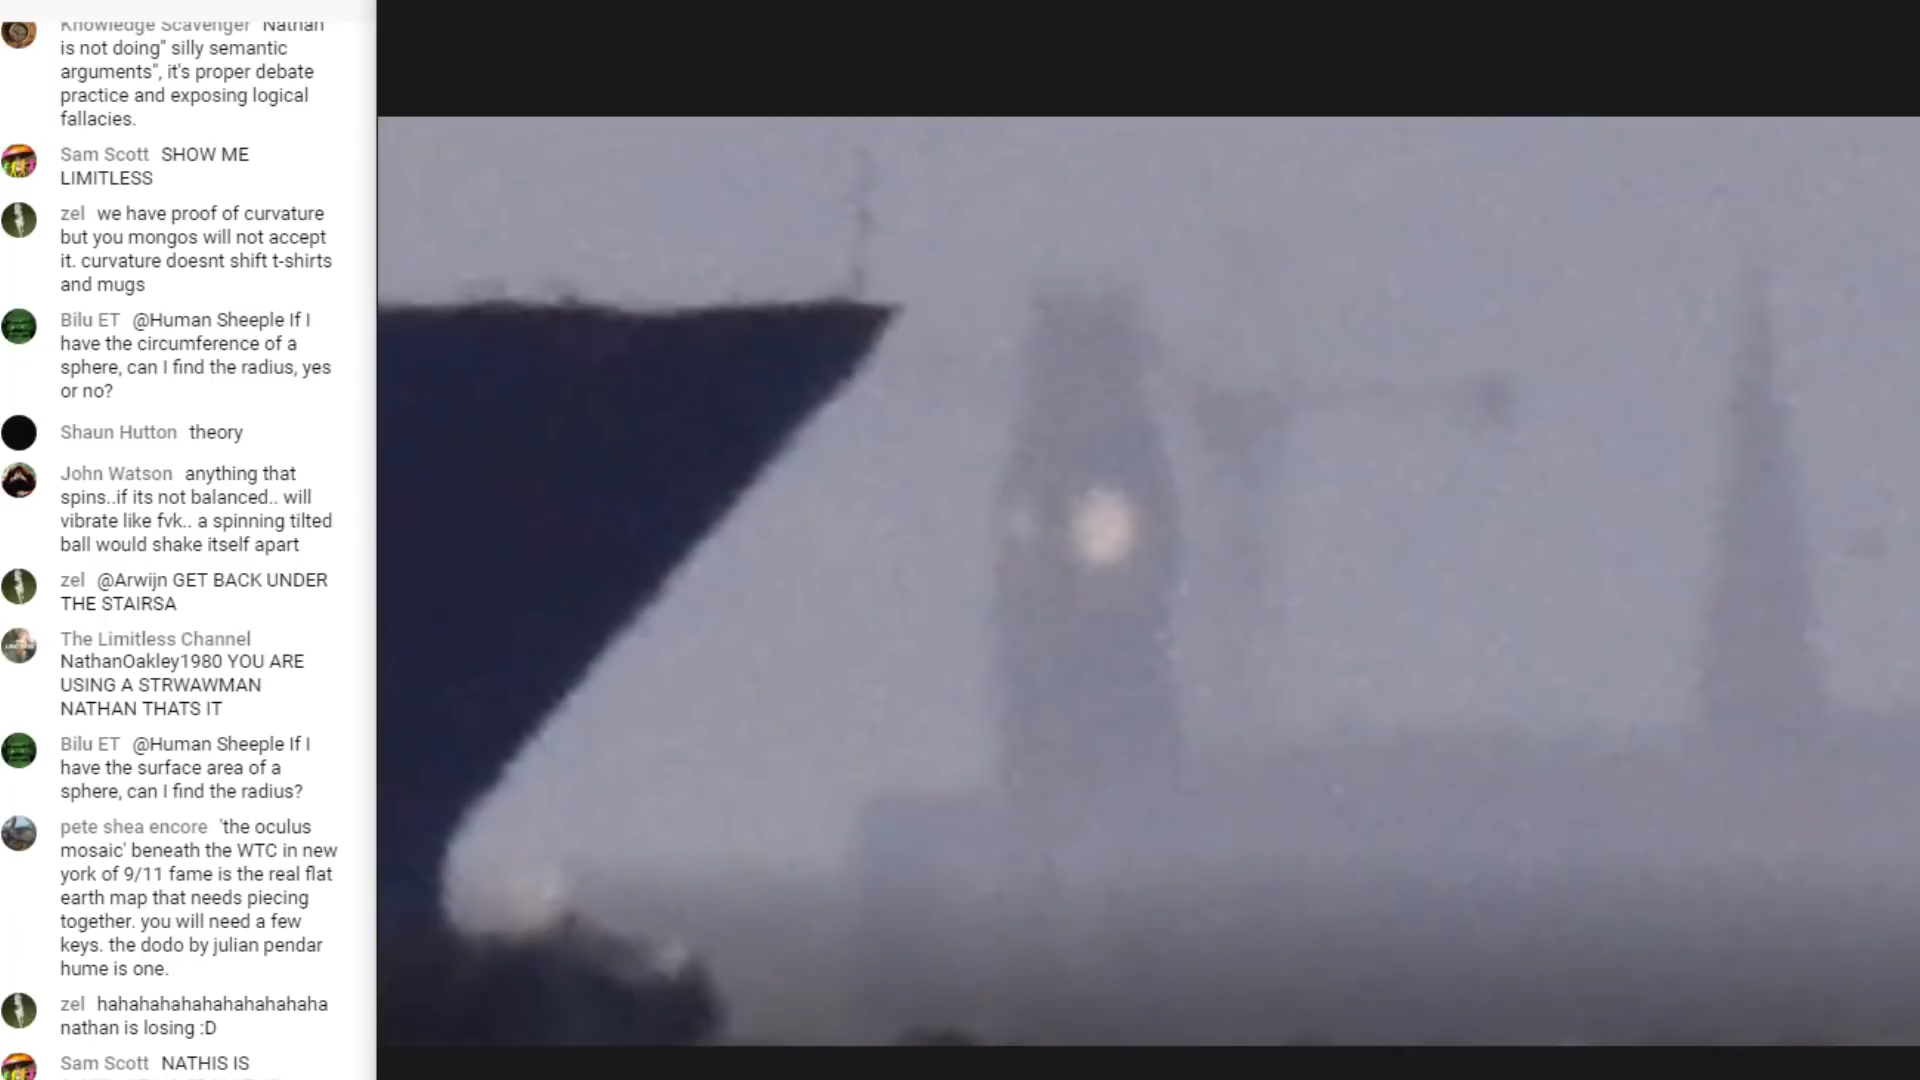 Knowledge Scavenger Nathan
is not doing" silly semantic
arguments", it's proper debate
practice and exposing logical
fallacies.
Sam Scott SHOW ME
LIMITLESS
zel we have proof of curvature
but you mongos will not accept
it. curvature doesnt shift t-shirts
and mugs
Bilu ET @Human Sheeple If I
have the circumference of a
sphere, can I find the radius, yes
or no?
Shaun Hutton theory
John Watson anything that
spins..if its not balanced.. will
vibrate like fvk.. a spinning tilted
ball would shake itself apart
zel @Arwijn GET BACK UNDER
THE STAIRSA
The Limitless Channel
NathanOakley1980 YOU ARE
USING A STRWAWMAN
NATHAN THATS IT
Bilu ET @Human Sheeple If I
have the surface area of a
sphere, can I find the radius?
pete shea encore 'the oculus
mosaic' beneath the WTC in new
york of 9/11 fame is the real flat
earth map that needs piecing
together. you will need a few
keys. the dodo by julian pendar
hume is one.
zel hahahahahahahahahaha
nathan is losing :D
Sam Scott NATHIS IS